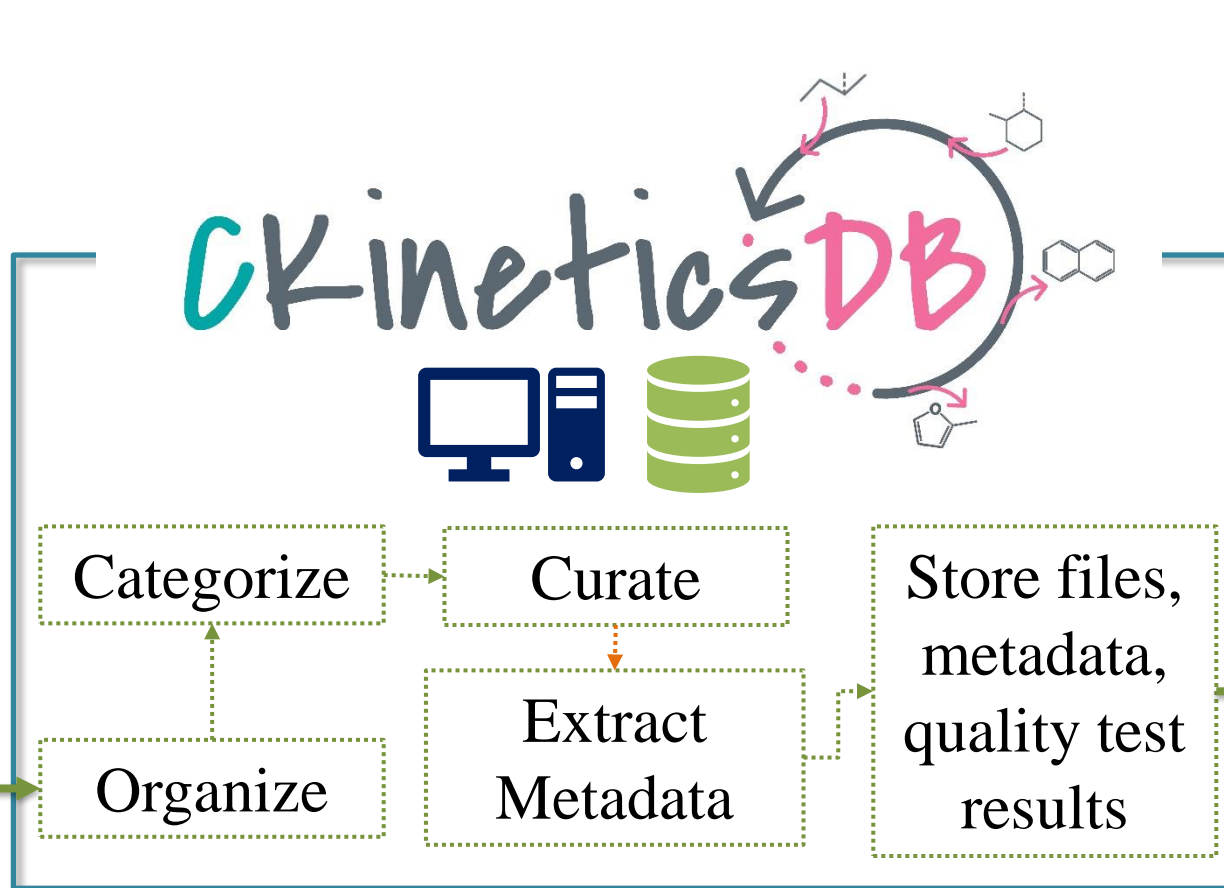 CKineticsDB
O
Categorize
Curate
Store files,
metadata,
quality test
results
Extract
Metadata
Organize